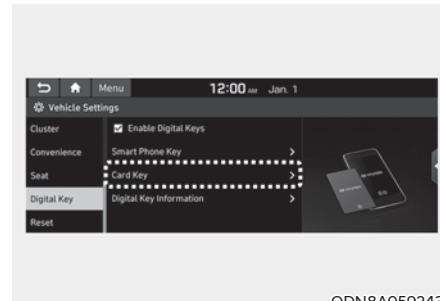 Menu
12:00 AM Jan. 1
Vehicle Settings
Cluster
Enable Digital Keys
Convenience
Smart Phone Key
Seat
Card Key
Digital Key
Digital Key Information
Reset